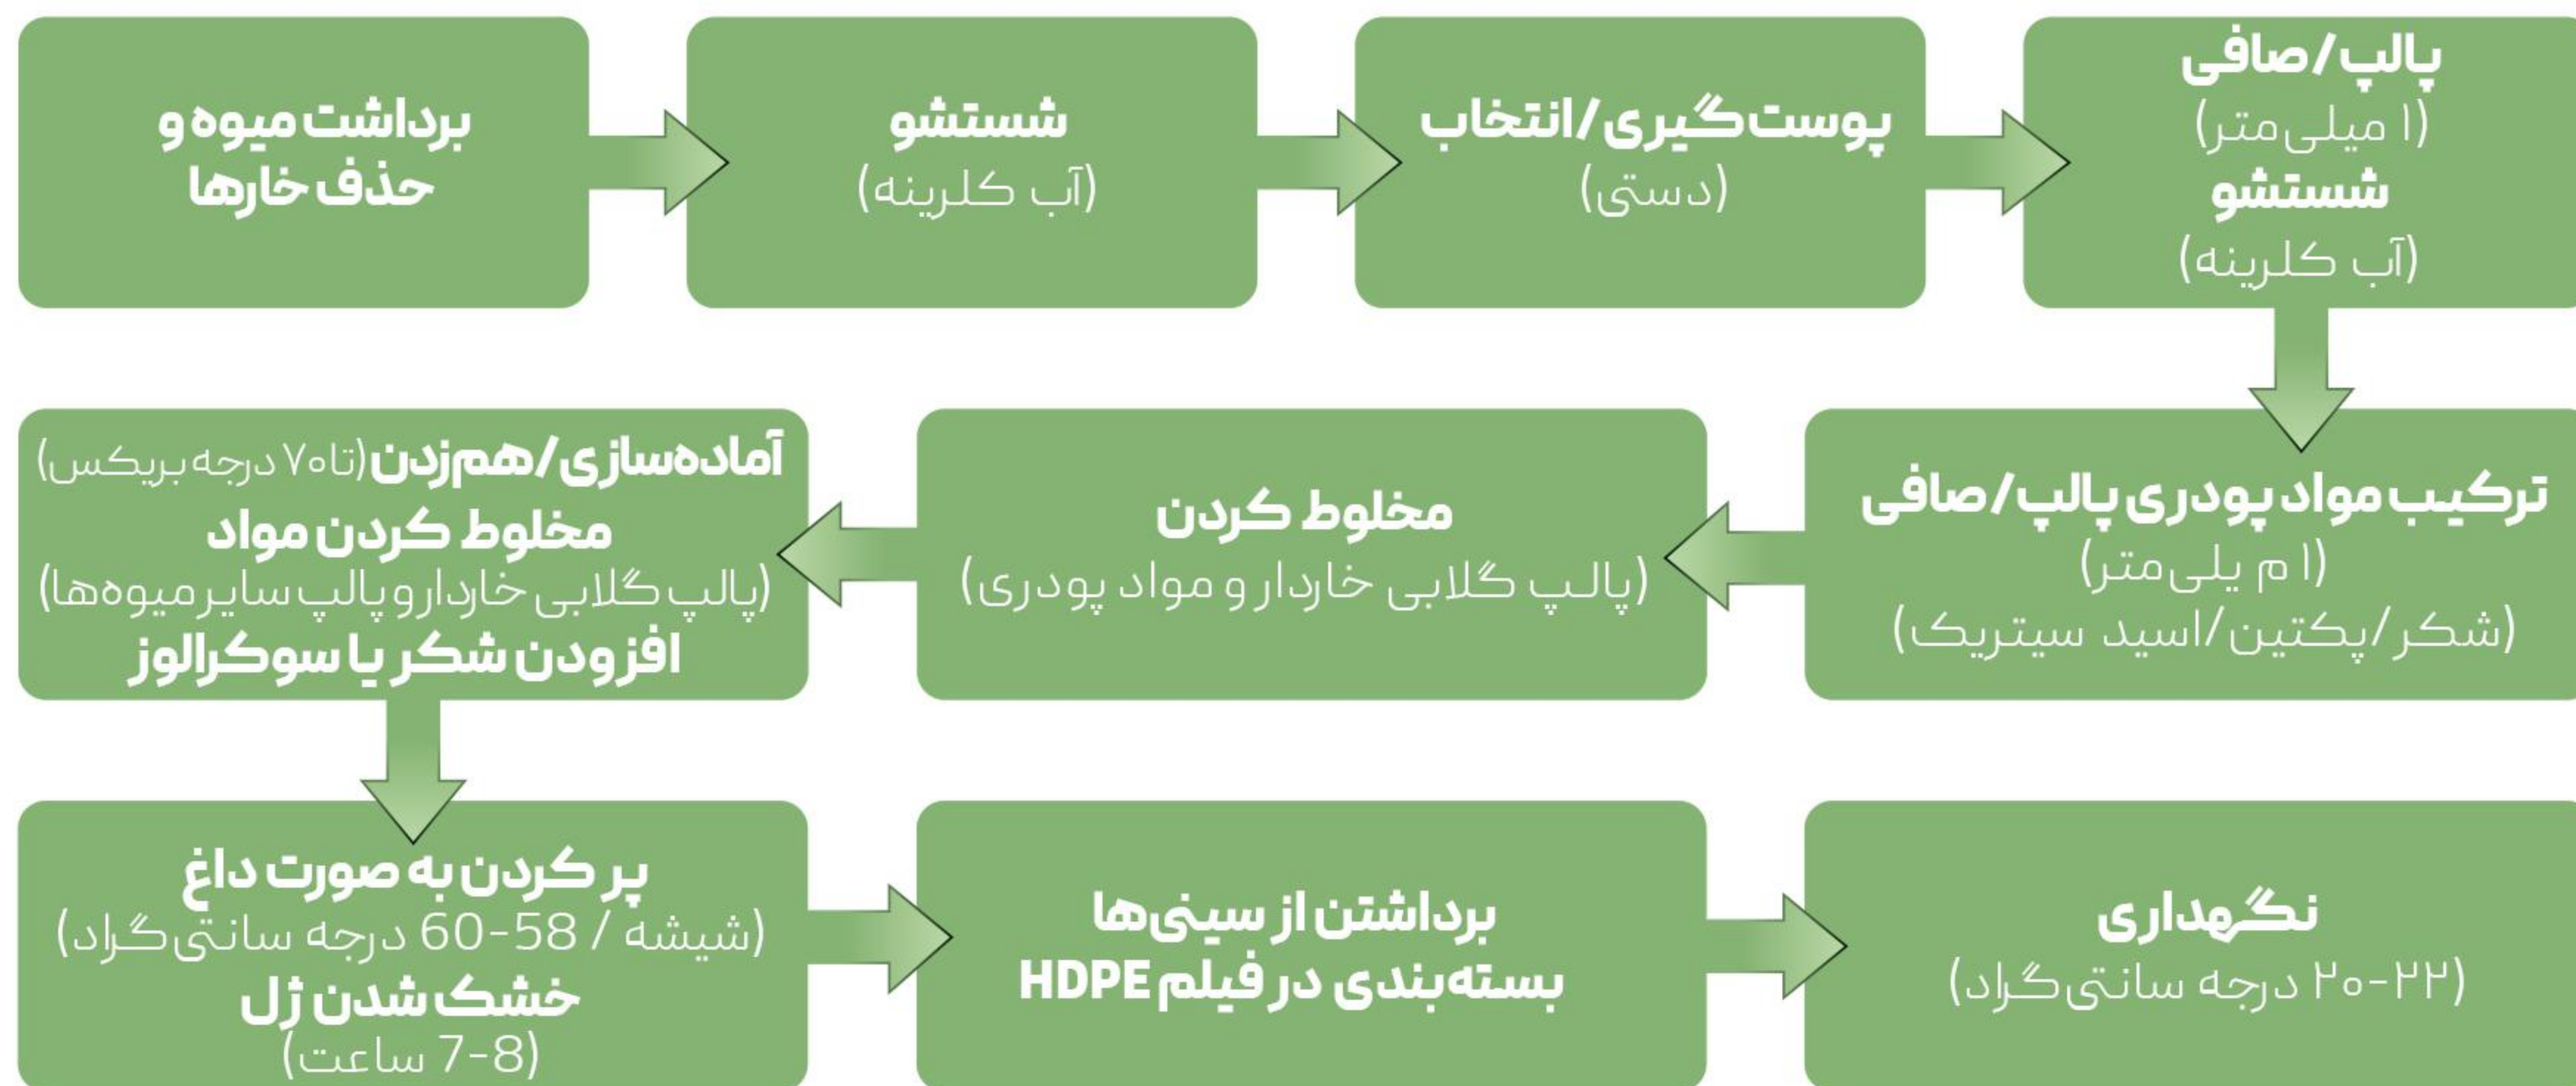 برداشت میوه و
حذف خارها
شستشو
(آب کلرینه)
پوست‌گیری/انتخاب
(دستی)
پالپ/صافی
(۱ میلی‌متر)
شستشو
(آب کلرینه)
ترکیب مواد پودری پالپ/صافی
(۱ م یلی‌متر)
(شکر/پکتین/اسید سیتریک)
مخلوط کردن
(پالپ گلابی خاردار و مواد پودری)
آماده‌سازی/هم‌زدن (تا ۷۰ درجه بریکس)
مخلوط کردن مواد
(پالپ گلابی خاردار و پالپ سایر میوه‌ها)
افزودن شکر یا سوکرالوز
پر کردن به صورت داغ
(شیشه / 58-60 درجه سانتی‌گراد)
خشک شدن ژل
(7-8 ساعت)
برداشتن از سینی‌ها
بسته‌بندی در فیلم HDPE
نگهداری
(۲۰-۲۲ درجه سانتی‌گراد)